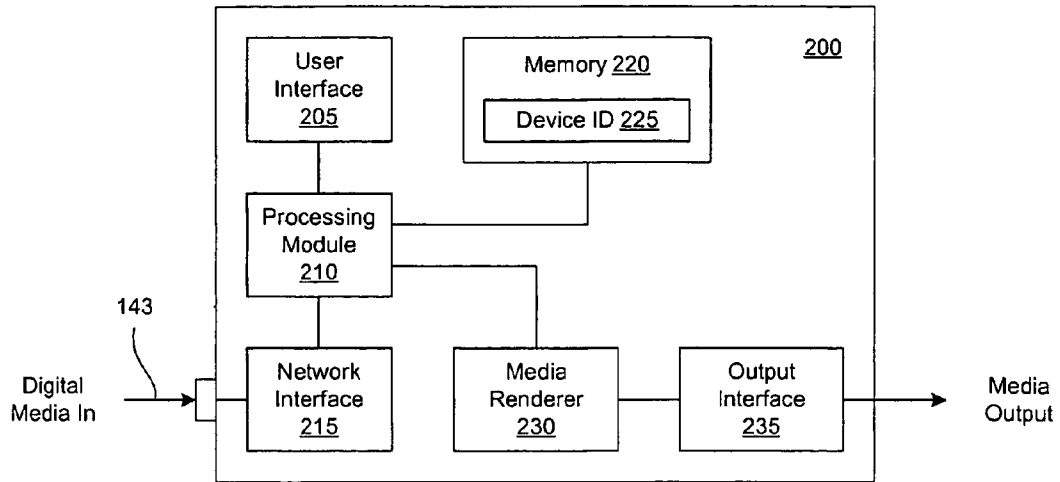 User
Interface
205
Memory 220
Device ID 225
200
Processing
Module
210
143
Digital
Media In
Network
Interface
215
Media
Renderer
230
Output
Interface
235
Media
Output